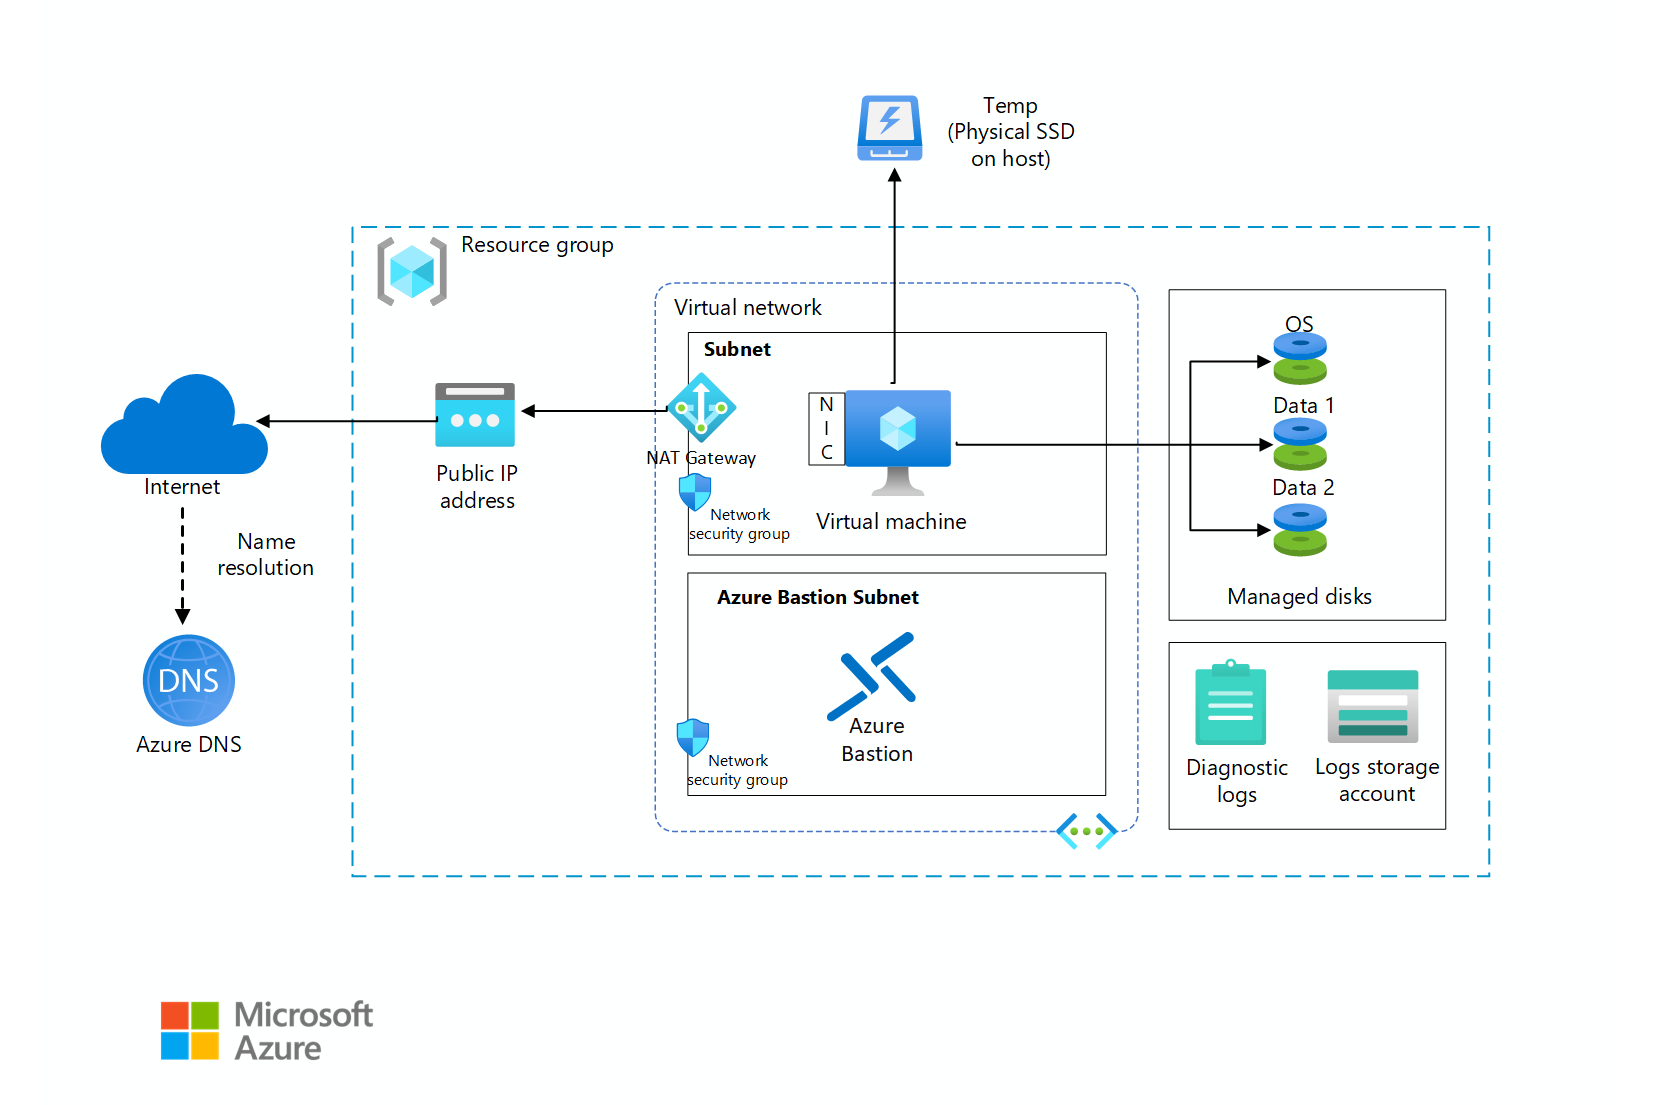 Temp
(Physical SSD
on host)
Resource group
Virtual network
Subnet
NAT Gateway
Network
security group
N
I
C
Virtual machine
OS
Data 1
Data 2
Managed disks
Internet
Public IP
address
Name
resolution
DNS
Azure DNS
Azure Bastion Subnet
Azure
Bastion
Network
security group
Diagnostic
logs
Logs storage
account
Microsoft
Azure